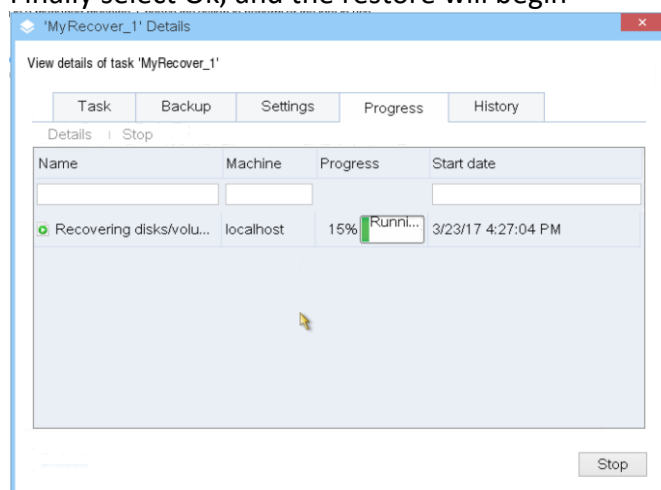 Finally select Ok, and the restore will begin
'MyRecover_1' Details
View details of task 'MyRecover_1'
Task Backup Settings Progress History
Details Stop
Name Machine Progress Start date
Recovering disks/volu... localhost 15% Runni... 3/23/17 4:27:04 PM
Stop